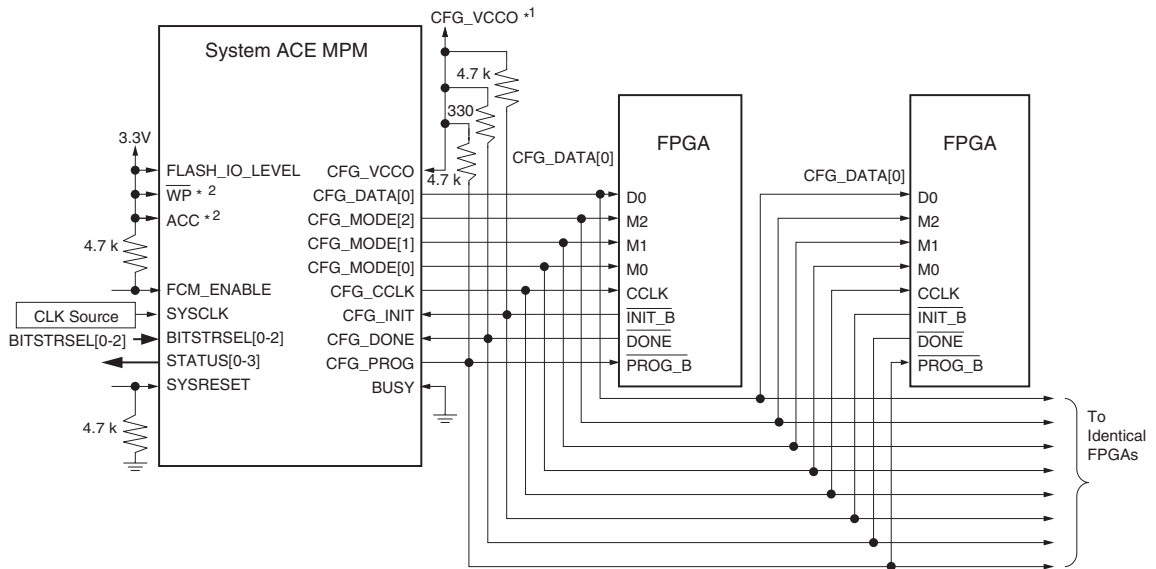 CFG_VCCO *1
System ACE MPM
4.7 k
330
4.7 k
3.3V
FLASH_IO_LEVEL
WP *2
ACC *2
4.7 k
FCM_ENABLE
CLK Source
SYSCLK
BITSTRSEL[0-2]
BITSTRSEL[0-2]
STATUS[0-3]
SYSRESET
4.7 k
CFG_VCCO
CFG_DATA[0]
CFG_MODE[2]
CFG_MODE[1]
CFG_MODE[0]
CFG_CCLK
CFG_INIT
CFG_DONE
CFG_PROG
BUSY
FPGA
CFG_DATA[0]
D0
M2
M1
M0
CCLK
INIT_B
DONE
PROG_B
FPGA
CFG_DATA[0]
D0
M2
M1
M0
CCLK
INIT_B
DONE
PROG_B
To
Identical
FPGAs